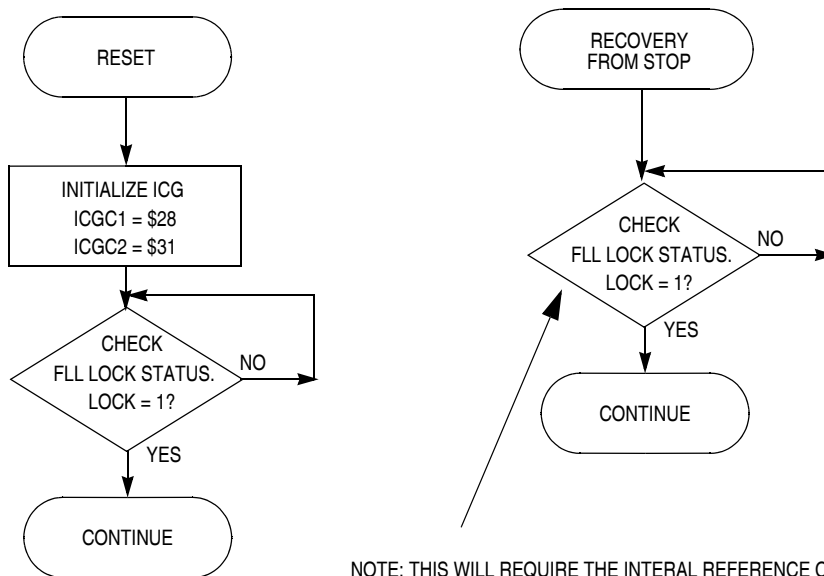 RESET
INITIALIZE ICG
ICGC1 = $28
ICGC2 = $31
CHECK
FLL LOCK STATUS.
LOCK = 1?
NO
YES
CONTINUE
RECOVERY
FROM STOP
CHECK
FLL LOCK STATUS.
LOCK = 1?
NO
YES
CONTINUE
NOTE: THIS WILL REQUIRE THE INTERAL REFERENCE